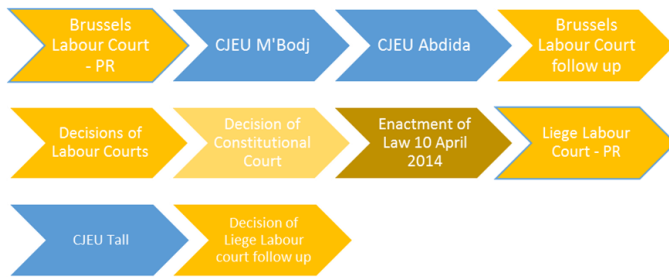 Brussels
Labour Court
- PR
CJEU M'Bodj
CJEU Abdida
Brussels
Labour Court
follow up
Decisions of
Labour Courts
Decision of
Constitutional
Court
Enactment of
Law 10 April
2014
Liege Labour
Court - PR
CJEU Tall
Decision of
Liege Labour
court follow up